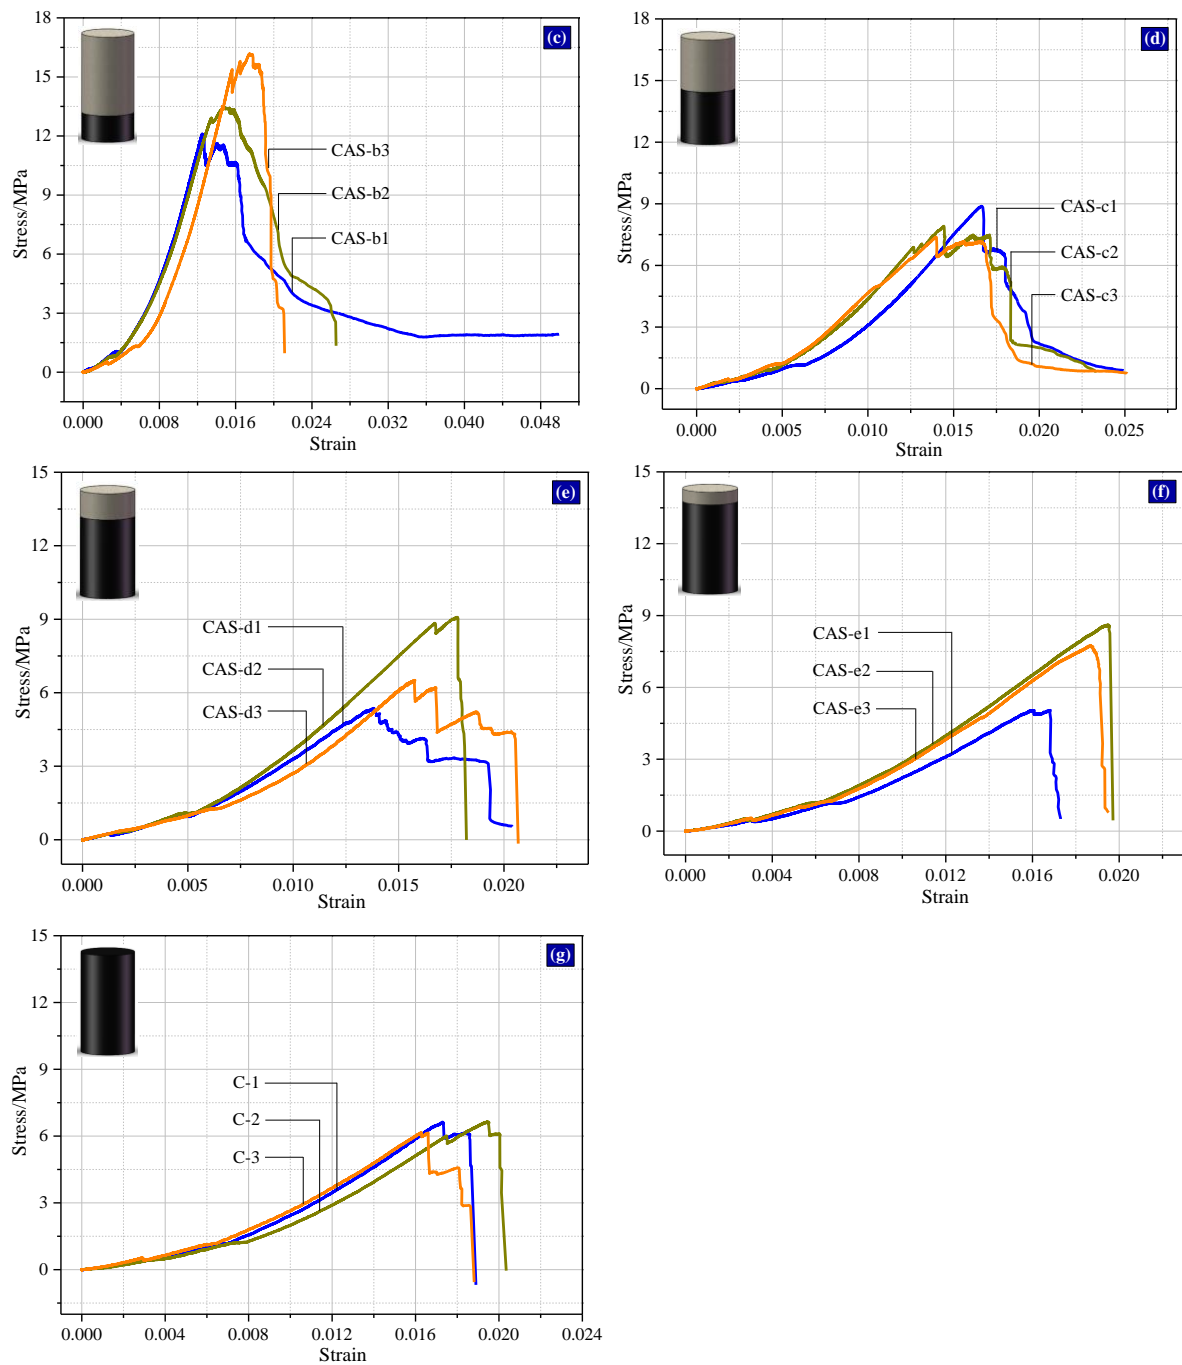 (c)
18
15
12
9
6
3
0
Stress/MPa
CAS-b3
CAS-b2
CAS-b1
0.000 0.008 0.016 0.024 0.032 0.040 0.048
Strain
(d)
18
15
12
9
6
3
0
Stress/MPa
CAS-c1
CAS-c2
CAS-c3
0.000 0.005 0.010 0.015 0.020 0.025
Strain
(e)
15
12
9
6
3
0
Stress/MPa
CAS-d1
CAS-d2
CAS-d3
0.000 0.005 0.010 0.015 0.020
Strain
(f)
15
12
9
6
3
0
Stress/MPa
CAS-e1
CAS-e2
CAS-e3
0.000 0.004 0.008 0.012 0.016 0.020
Strain
(g)
15
12
9
6
3
0
Stress/MPa
C-1
C-2
C-3
0.000 0.004 0.008 0.012 0.016 0.020 0.024
Strain